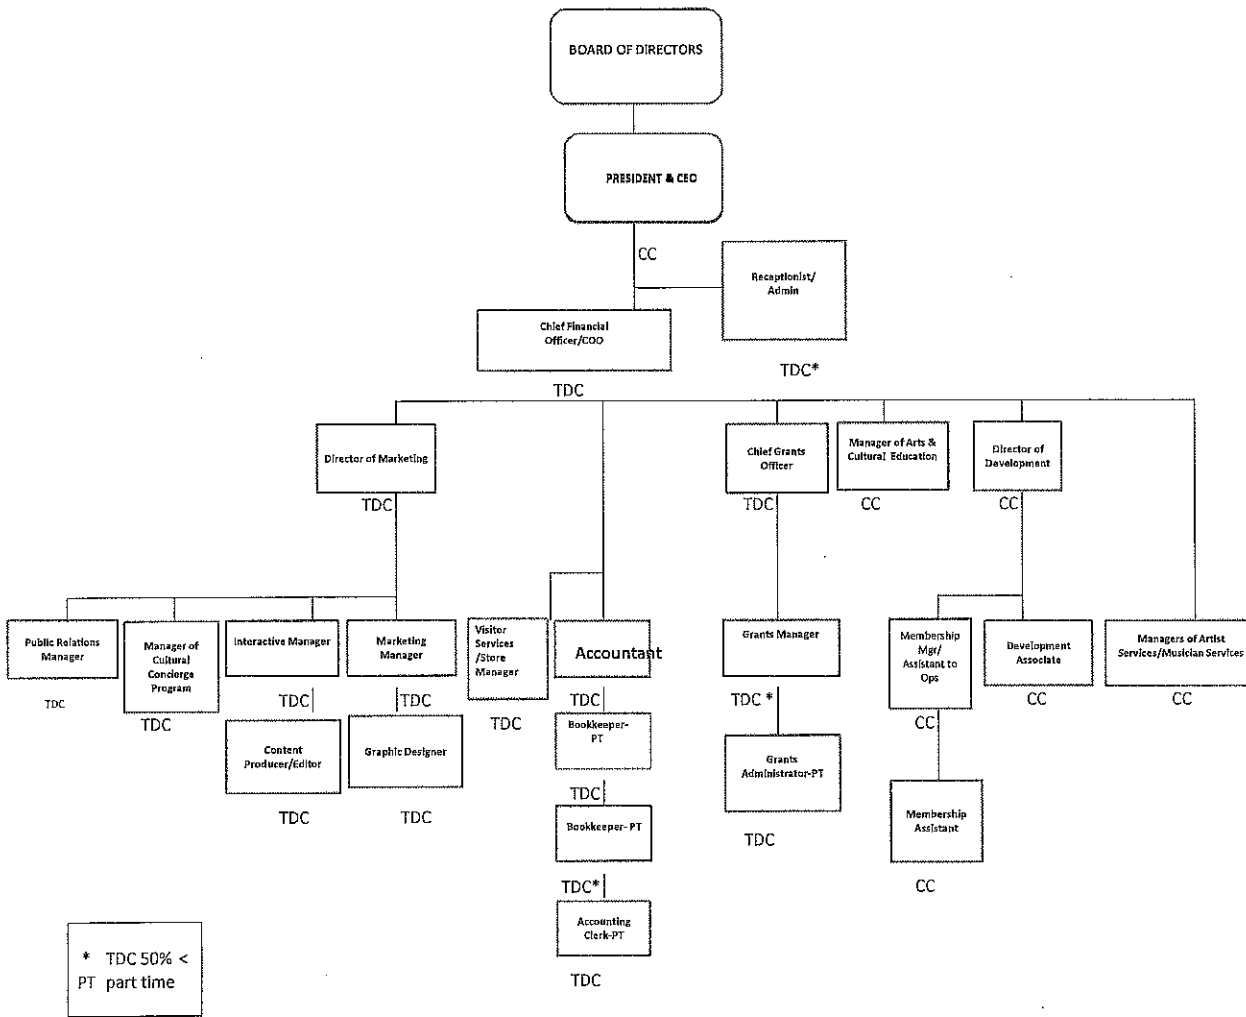 BOARD OF DIRECTORS
PRESIDENT & CEO
CC
Receptionist/
Admin
Chief Financial
Officer/COO
TDC*
TDC
Director of Marketing
TDC
Chief Grants
Officer
TDC
Manager of Arts &
Cultural Education
CC
Director of
Development
CC
Public Relations
Manager
TDC
Manager of
Cultural
Concierge
Program
TDC
Interactive Manager
TDC
Marketing
Manager
TDC
Visitor
Services
/Store
Manager
TDC
Accountant
TDC
Grants Manager
TDC *
Membership
Mgr/
Assistant to
Ops
CC
Development
Associate
CC
Managers of Artist
Services/Musician Services
CC
Content
Producer/Editor
TDC
Graphic Designer
TDC
Bookkeeper-
PT
TDC
Grants
Administrator-PT
TDC
Bookkeeper- PT
TDC*
Membership
Assistant
CC
Accounting
Clerk-PT
TDC
* TDC 50% <
PT part time